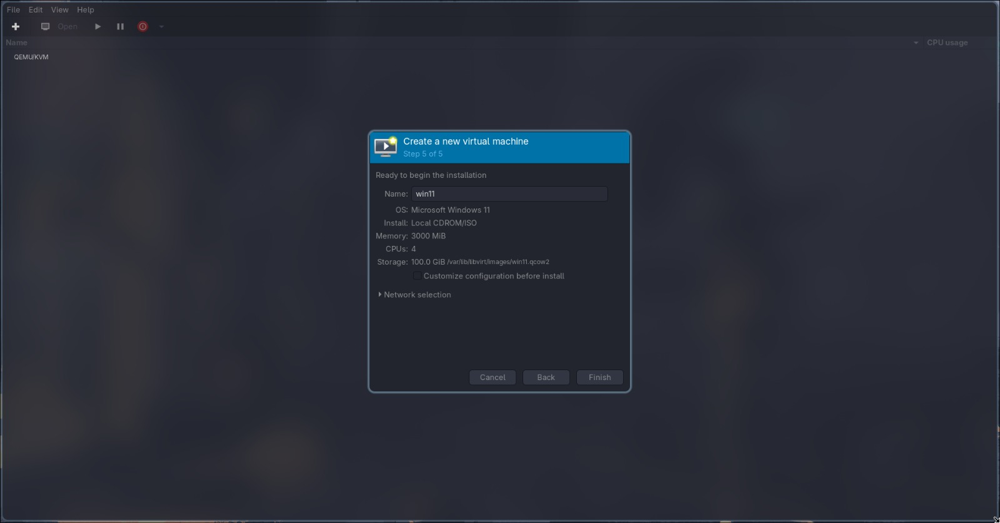 File Edit View Help
Open
Name CPU usage
QEMU/KVM
Create a new virtual machine
Step 5 of 5
Ready to begin the installation
Name: win11
OS: Microsoft Windows 11
Install: Local CDROM/ISO
Memory: 3000 MiB
CPUs: 4
Storage: 100.0 GiB /var/lib/libvirt/images/win11.qcow2
Customize configuration before install
Network selection
Cancel Back Finish